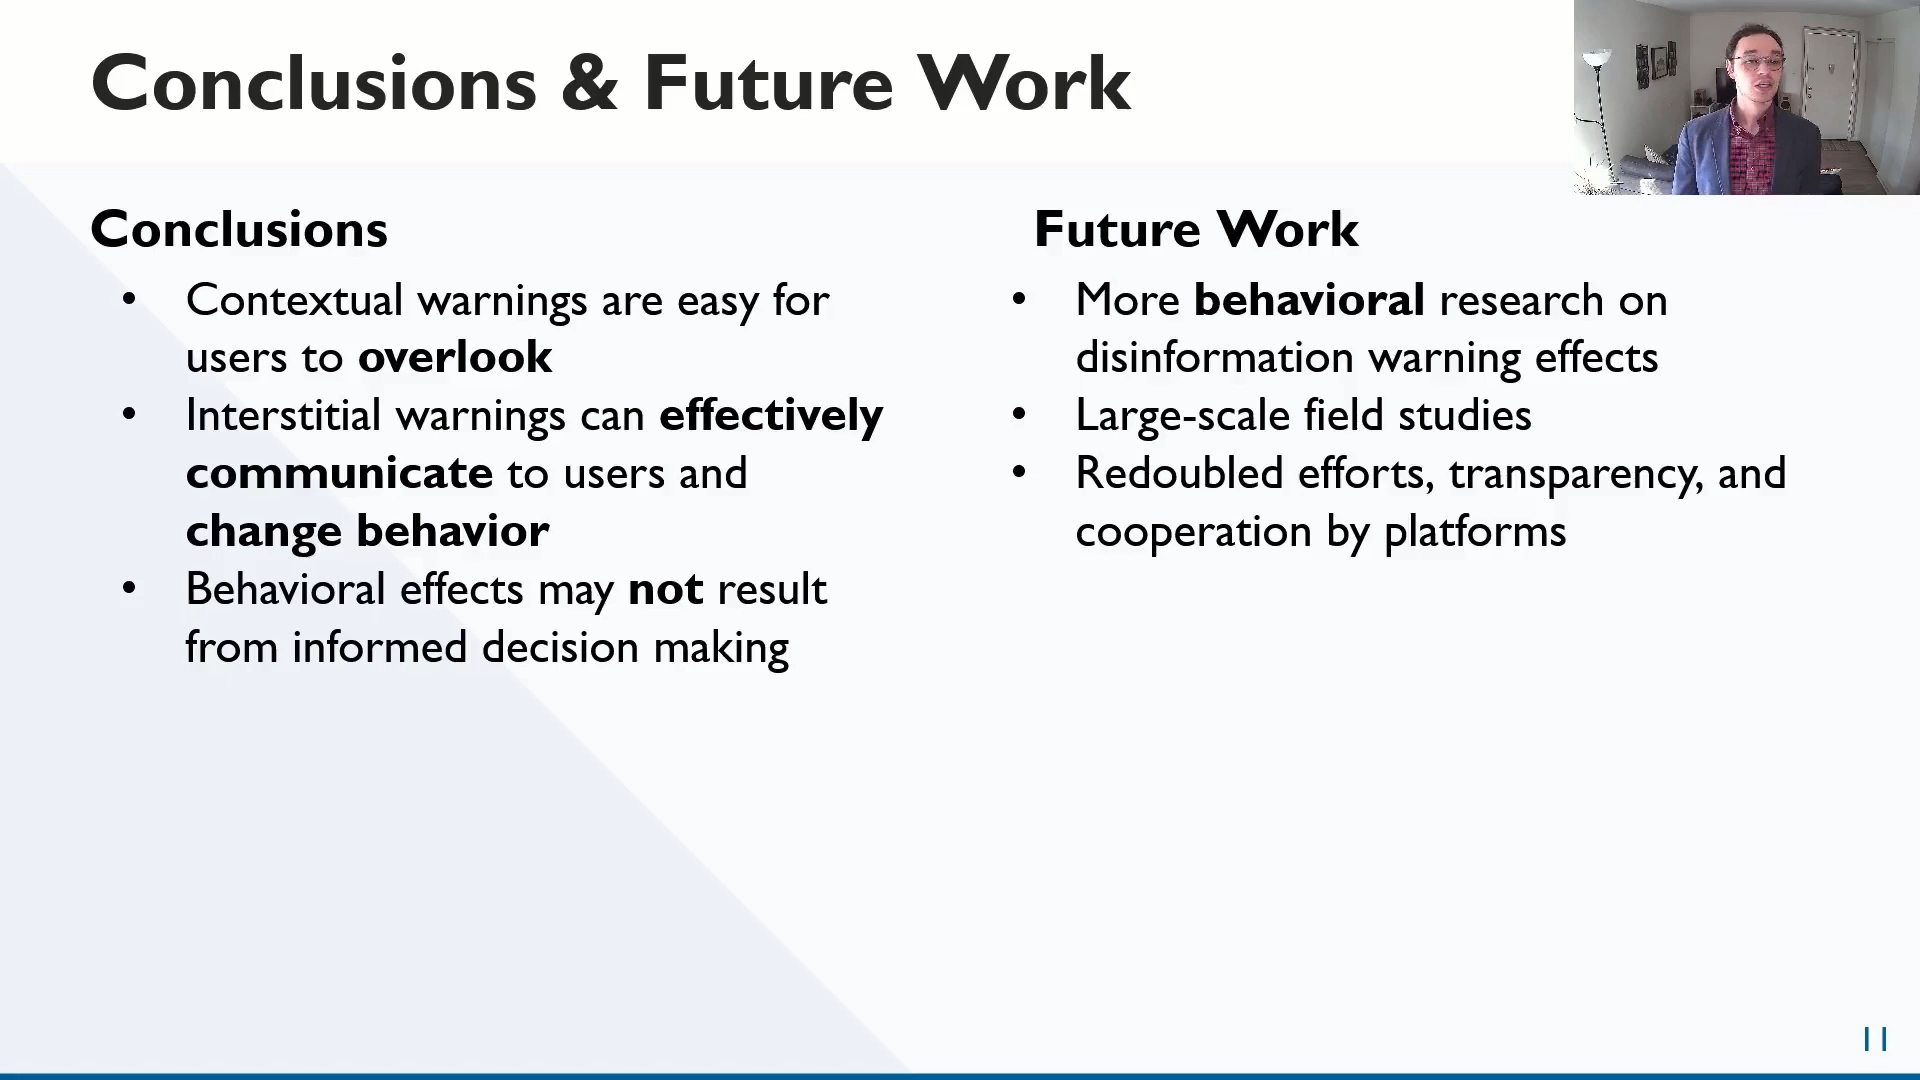 Conclusions & Future Work
Conclusions
• Contextual warnings are easy for
users to overlook
• Interstitial warnings can effectively
communicate to users and
change behavior
• Behavioral effects may not result
from informed decision making
Future Work
• More behavioral research on
disinformation warning effects
• Large-scale field studies
• Redoubled efforts, transparency, and
cooperation by platforms
11